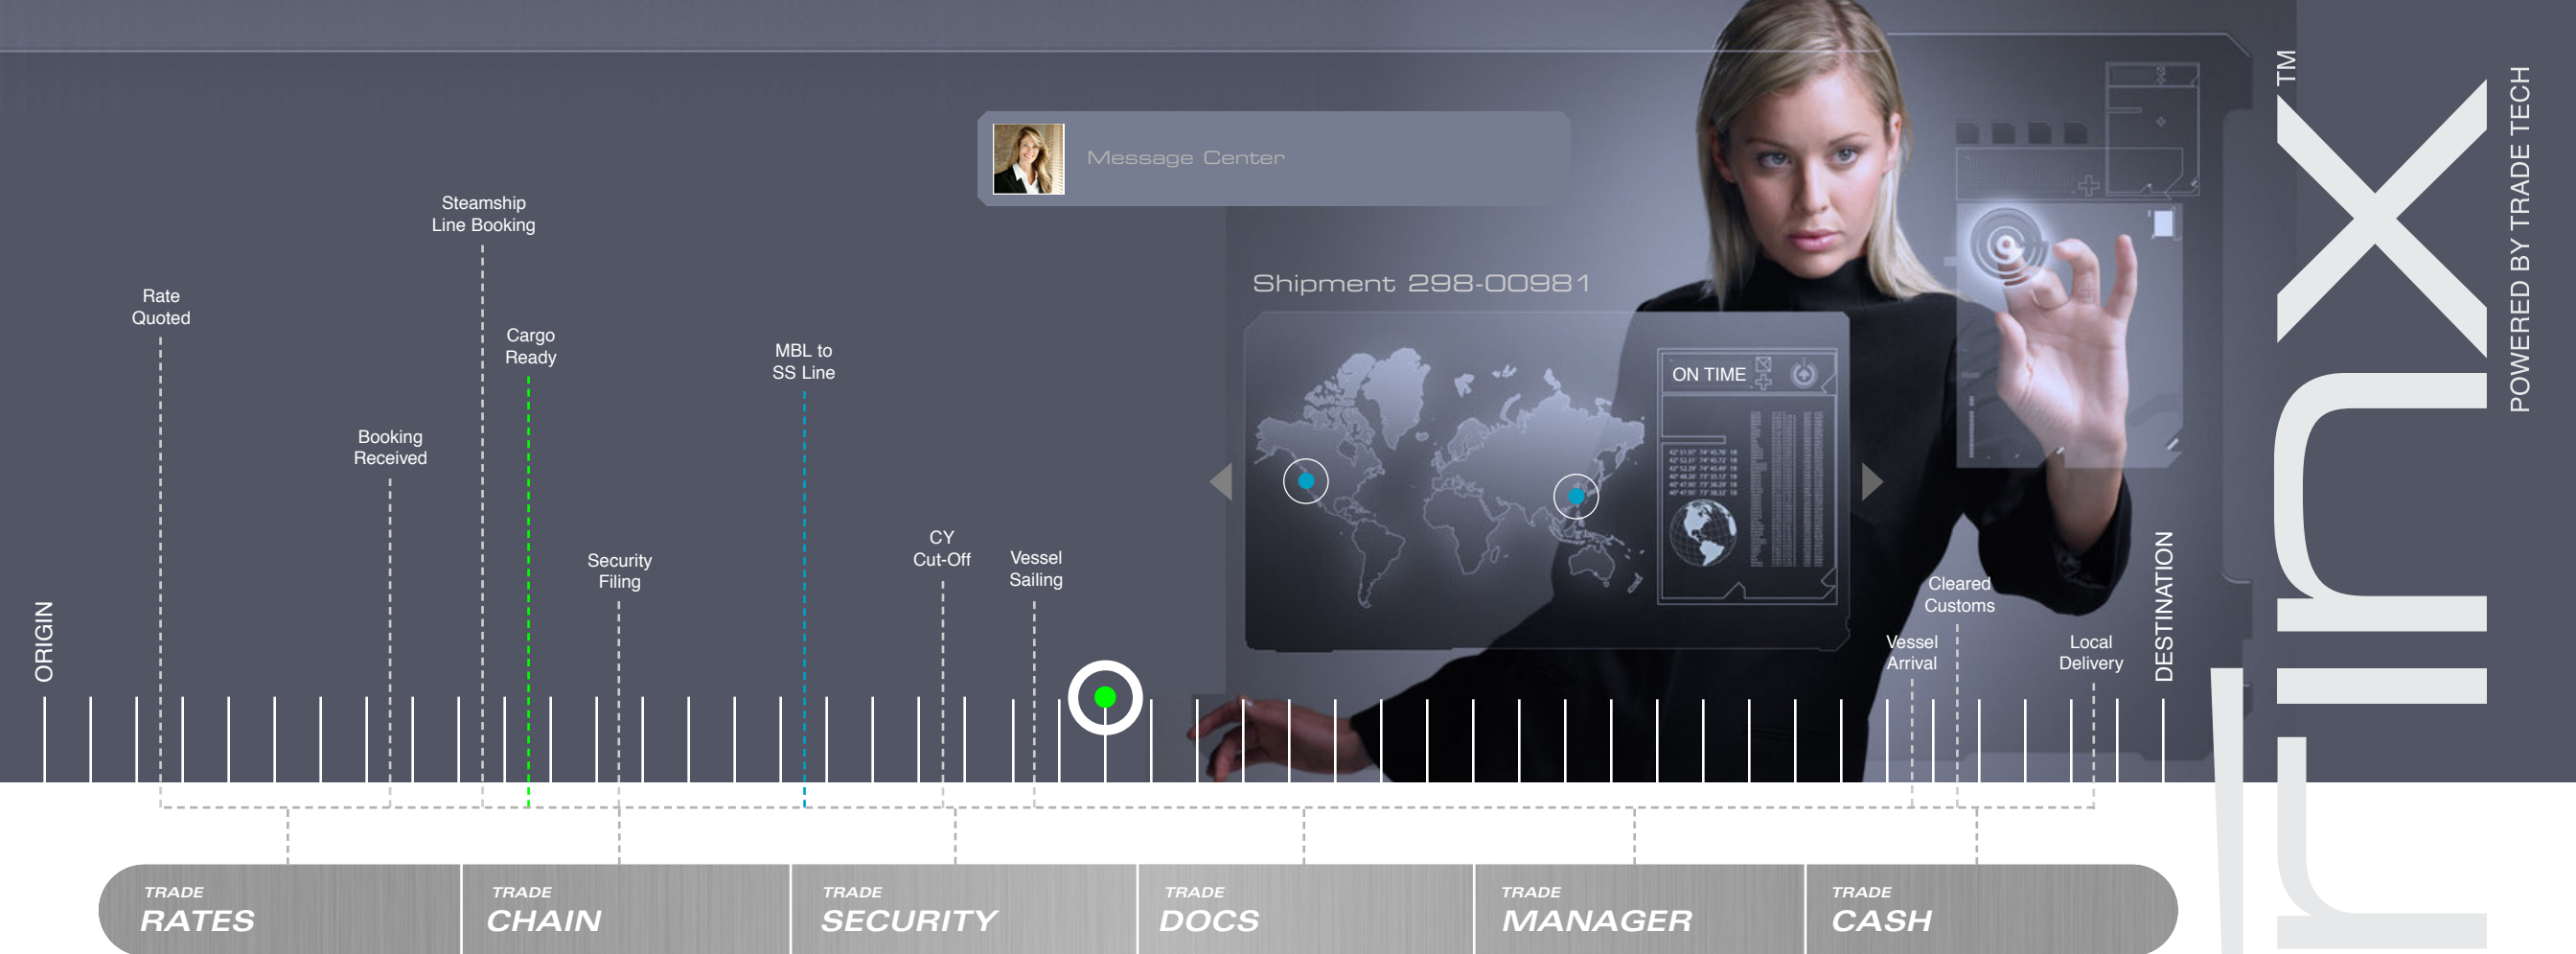 Message Center
Steamship
Line Booking
Rate
Quoted
Cargo
Ready
MBL to
SS Line
Booking
Received
Security
Filing
CY
Cut-Off
Vessel
Sailing
Shipment 298-00981
ON TIME
Cleared
Customs
Vessel
Arrival
Local
Delivery
ORIGIN
DESTINATION
TRADE
RATES
TRADE
CHAIN
TRADE
SECURITY
TRADE
DOCS
TRADE
MANAGER
TRADE
CASH
TM
POWERED BY TRADE TECH